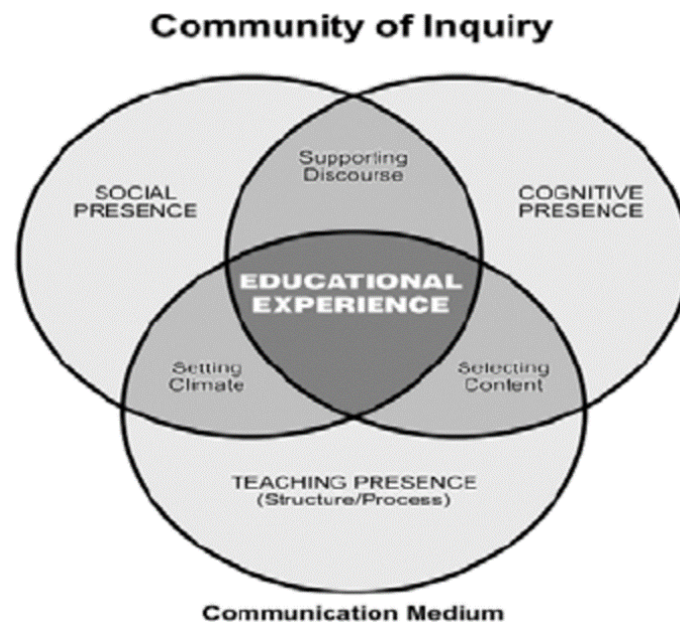 Community of Inquiry
Supporting
Discourse
SOCIAL
PRESENCE
COGNITIVE
PRESENCE
EDUCATIONAL
EXPERIENCE
Setting
Climate
Selecting
Content
TEACHING PRESENCE
(Structure/Process)
Communication Medium